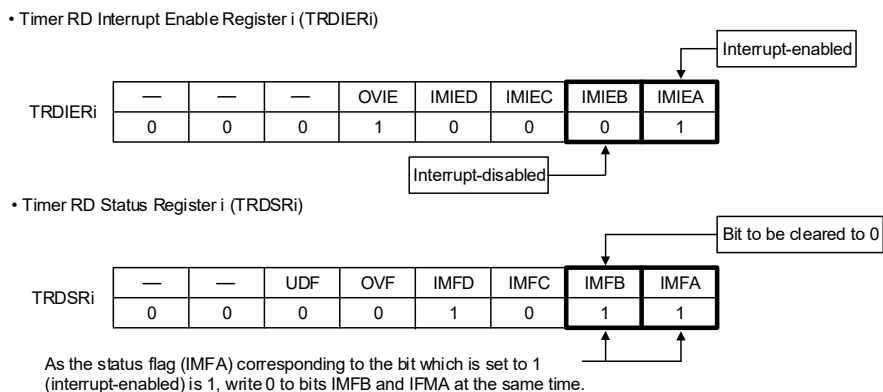 • Timer RD Interrupt Enable Register i (TRDIERi)
Interrupt-enabled
TRDIERi
— — — OVIE IMIED IMIEC IMIEB IMIEA
0 0 0 1 0 0 0 1
Interrupt-disabled
• Timer RD Status Register i (TRDSRi)
Bit to be cleared to 0
TRDSRi
— — UDF OVF IMFD IMFC IMFB IMFA
0 0 0 0 1 0 1 1
As the status flag (IMFA) corresponding to the bit which is set to 1
(interrupt-enabled) is 1, write 0 to bits IMFB and IFMA at the same time.